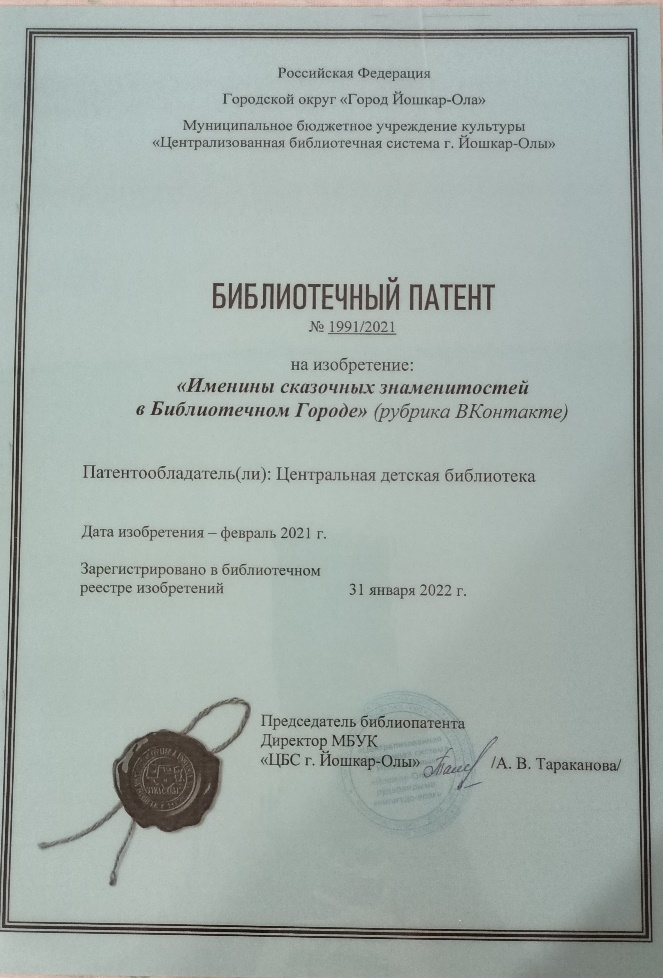 Российская Федерация
Городской округ «Город Йошкар-Ола»
Муниципальное бюджетное учреждение культуры
«Централизованная библиотечная система г. Йошкар-Олы»
БИБЛИОТЕЧНЫЙ ПАТЕНТ
№ 1991/2021
на изобретение:
«Именины сказочных знаменитостей
в Библиотечном Городе» (рубрика ВКонтакте)
Патентообладатель(ли): Центральная детская библиотека
Дата изобретения – февраль 2021 г.
Зарегистрировано в библиотечном
реестре изобретений 31 января 2022 г.
Председатель библиопатента
Директор МБУК
«ЦБС г. Йошкар-Олы» /А. В. Тараканова/